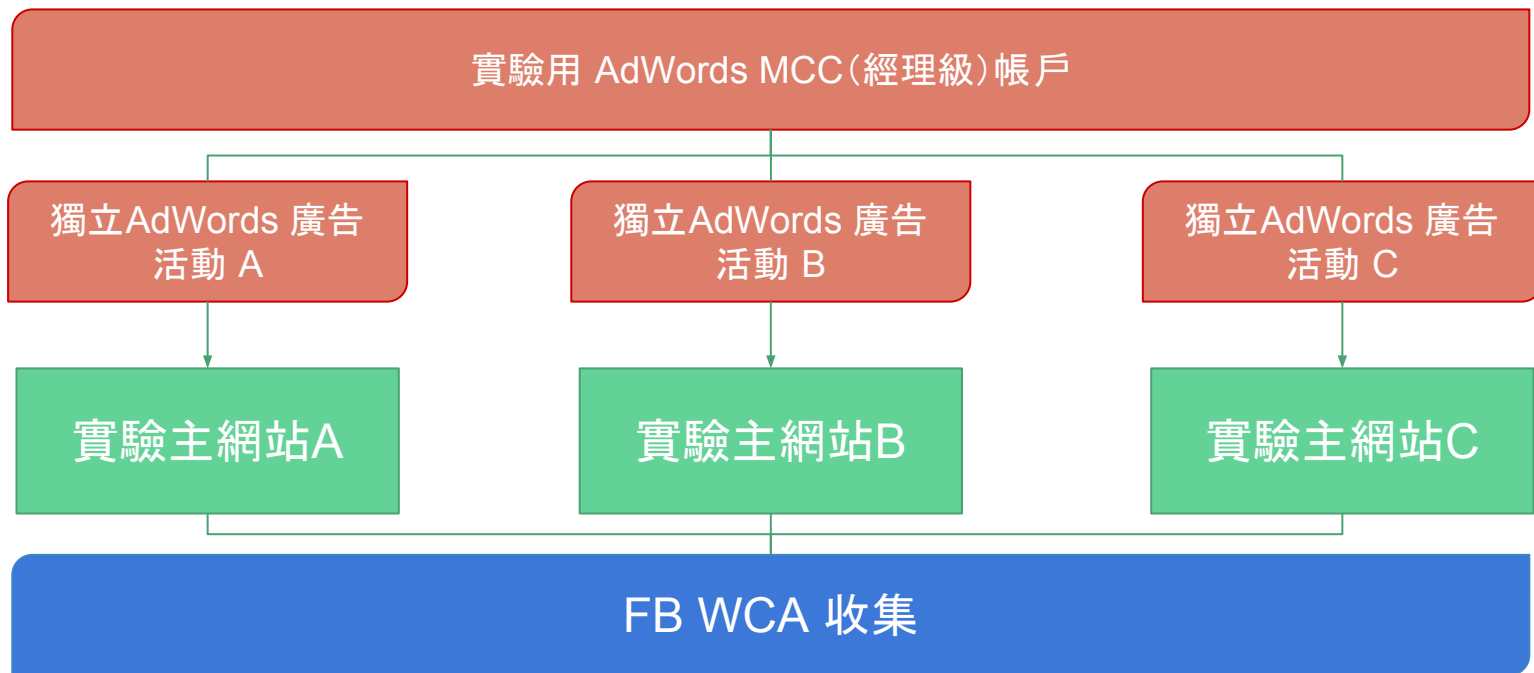 實驗用 AdWords MCC（經理級）帳戶
獨立AdWords 廣告
活動 A
獨立AdWords 廣告
活動 B
獨立AdWords 廣告
活動 C
實驗主網站A
實驗主網站B
實驗主網站C
FB WCA 收集